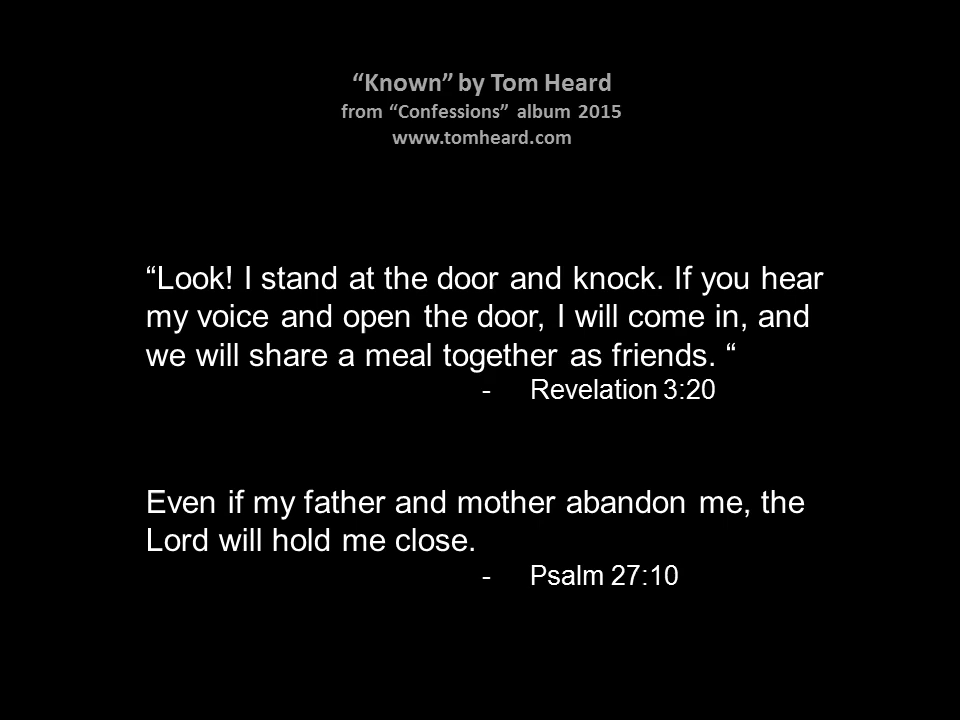 “Known” by Tom Heard
from “Confessions” album 2015
www.tomheard.com
“Look! I stand at the door and knock. If you hear
my voice and open the door, I will come in, and
we will share a meal together as friends. “
- Revelation 3:20
Even if my father and mother abandon me, the
Lord will hold me close.
- Psalm 27:10